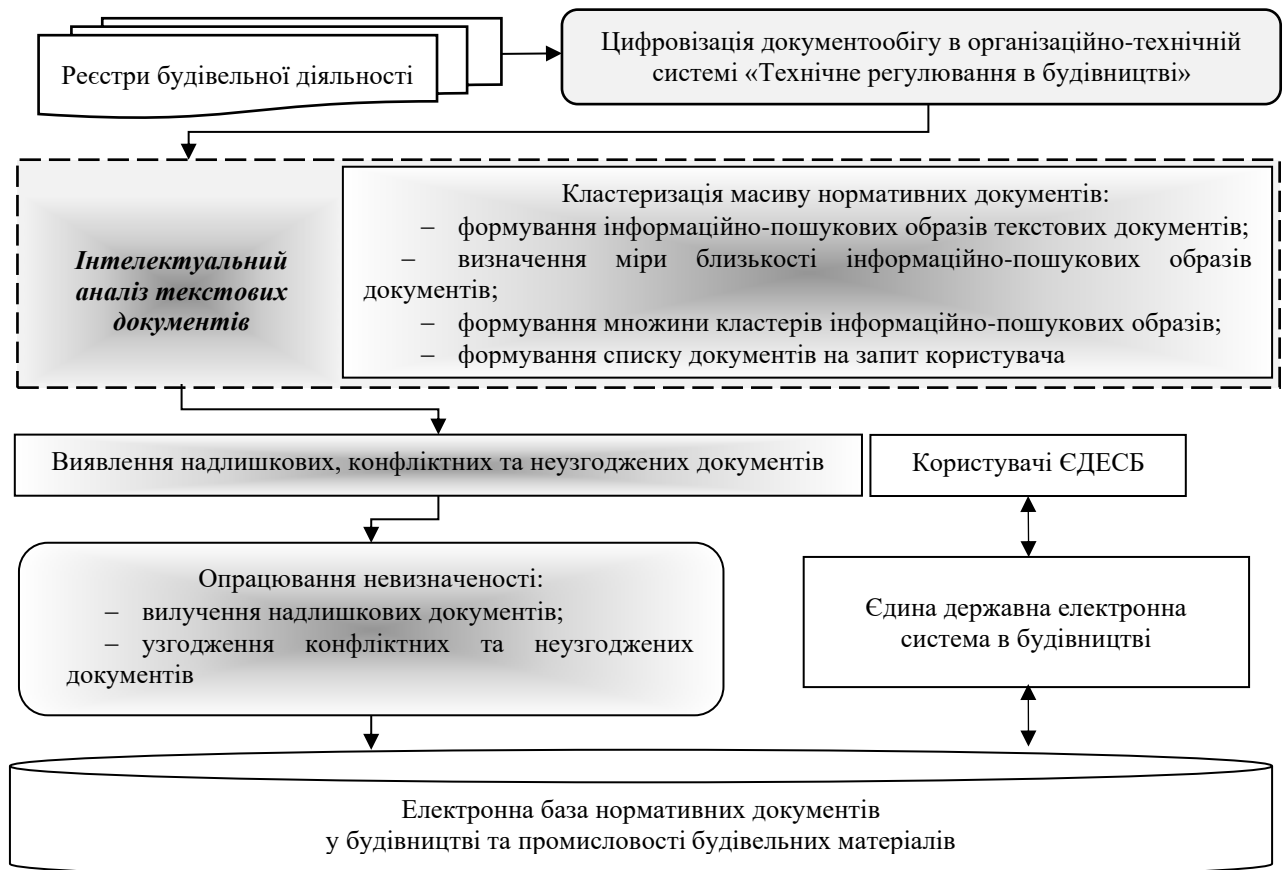 Реєстри будівельної діяльності
Цифровізація документообігу в організаційно-технічній
системі «Технічне регулювання в будівництві»
Інтелектуальний
аналіз текстових
документів
Кластеризація масиву нормативних документів:
– формування інформаційно-пошукових образів текстових документів;
– визначення міри близькості інформаційно-пошукових образів
документів;
– формування множини кластерів інформаційно-пошукових образів;
– формування списку документів на запит користувача
Виявлення надлишкових, конфліктних та неузгоджених документів
Користувачі ЄДЕСБ
Опрацювання невизначеності:
– вилучення надлишкових документів;
– узгодження конфліктних та неузгоджених
документів
Єдина державна електронна
система в будівництві
Електронна база нормативних документів
у будівництві та промисловості будівельних матеріалів